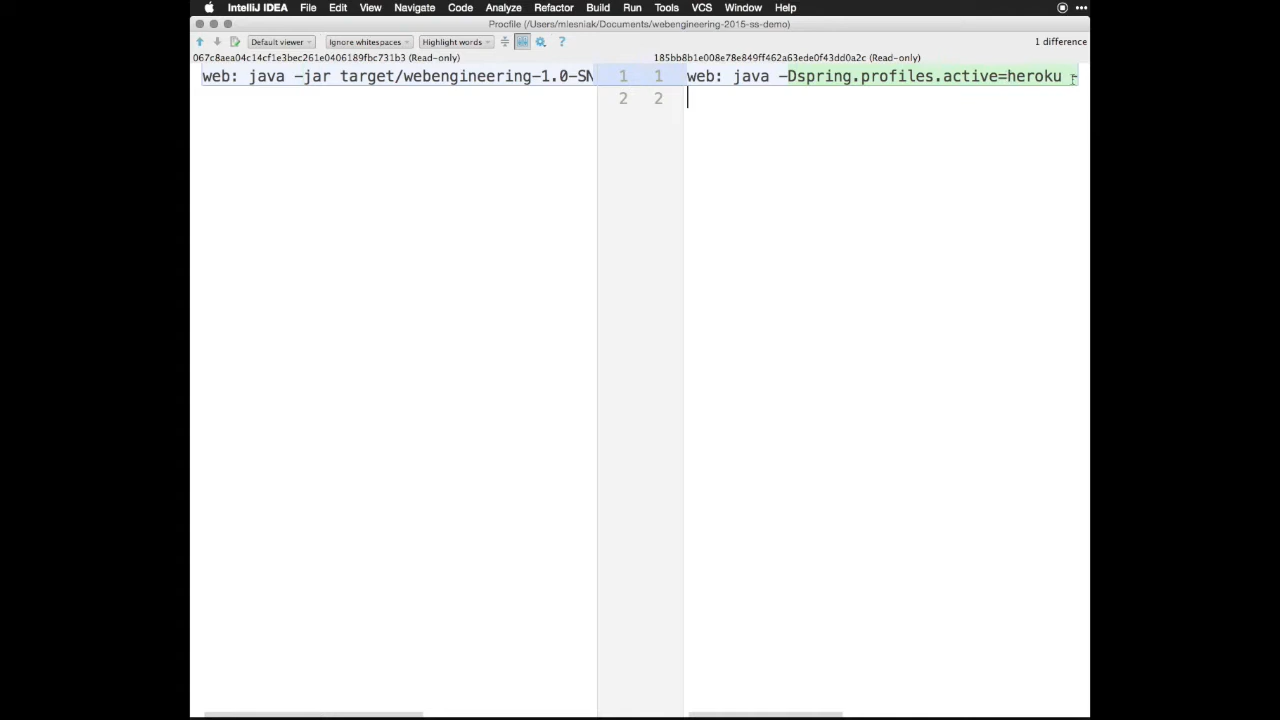 IntelliJ IDEA File Edit View Navigate Code Analyze Refactor Build Run Tools VCS Window Help
Procfile (/Users/mlesniak/Documents/webengineering-2015-ss-demo)
Default viewer Ignore whitespaces Highlight words ? 1 difference
067c8aea04c14cf1e3bec261e0406189fbc731b3 (Read-only) 185bb8b1e008e78e849ff462a63ede0f43dd0a2c (Read-only)
web: java -jar target/webengineering-1.0-SN 1 1 web: java -Dspring.profiles.active=heroku -
2 2